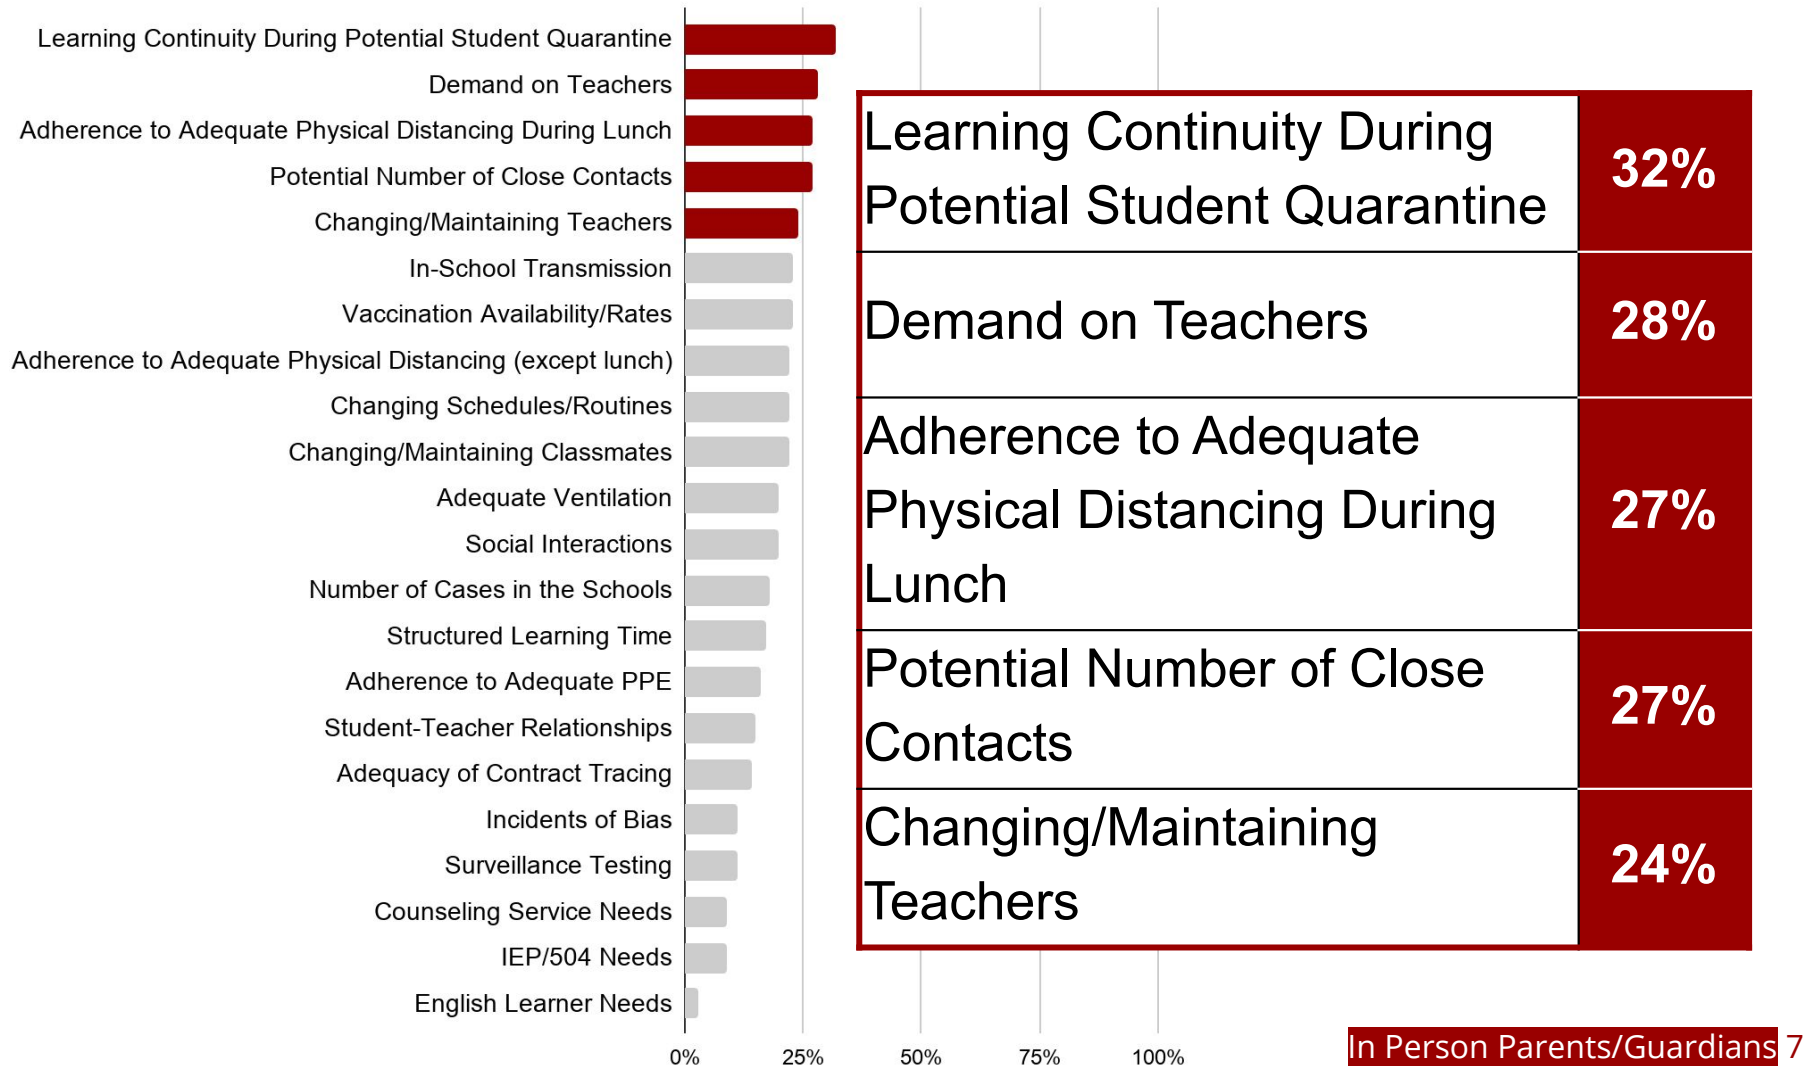 Learning Continuity During Potential Student Quarantine
Demand on Teachers
Adherence to Adequate Physical Distancing During Lunch
Potential Number of Close Contacts
Changing/Maintaining Teachers
In-School Transmission
Vaccination Availability/Rates
Adherence to Adequate Physical Distancing (except lunch)
Changing Schedules/Routines
Changing/Maintaining Classmates
Adequate Ventilation
Social Interactions
Number of Cases in the Schools
Structured Learning Time
Adherence to Adequate PPE
Student-Teacher Relationships
Adequacy of Contract Tracing
Incidents of Bias
Surveillance Testing
Counseling Service Needs
IEP/504 Needs
English Learner Needs
0% 25% 50% 75% 100%
Learning Continuity During
Potential Student Quarantine
32%
Demand on Teachers
28%
Adherence to Adequate
Physical Distancing During
Lunch
27%
Potential Number of Close
Contacts
27%
Changing/Maintaining
Teachers
24%
In Person Parents/Guardians 7